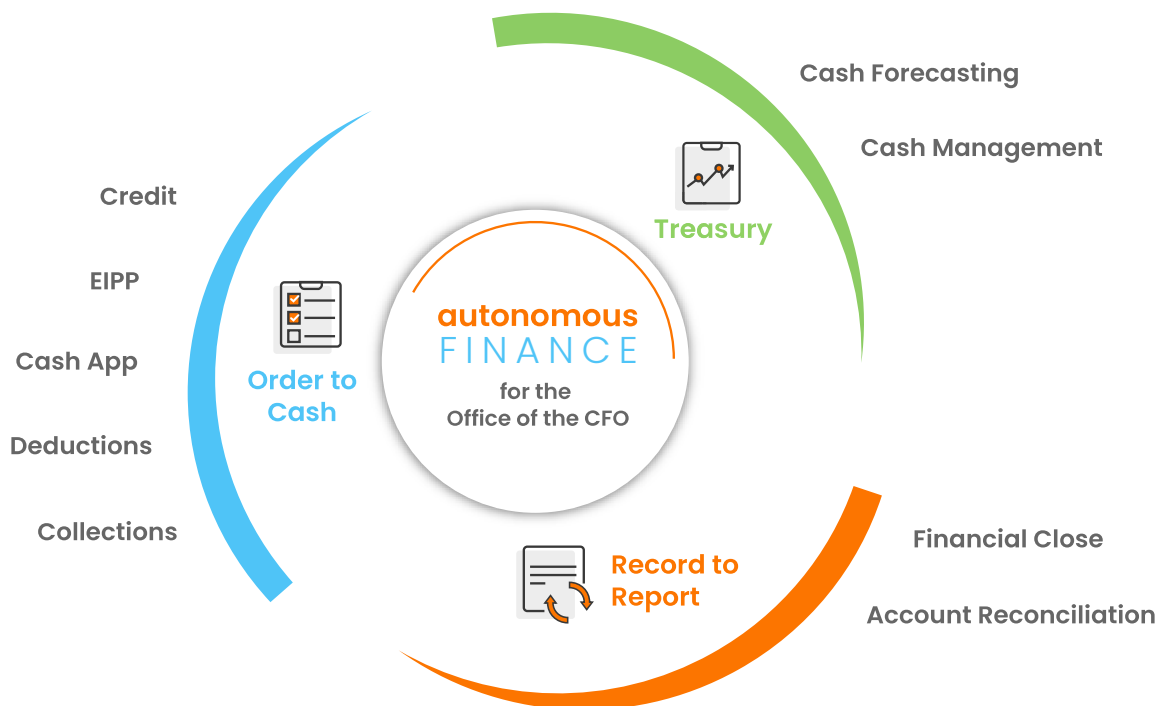 Cash Forecasting
Cash Management
Treasury
Credit
EIPP
Cash App
Deductions
Collections
Order to
Cash
autonomous
FINANCE
for the
Office of the CFO
Record to
Report
Financial Close
Account Reconciliation